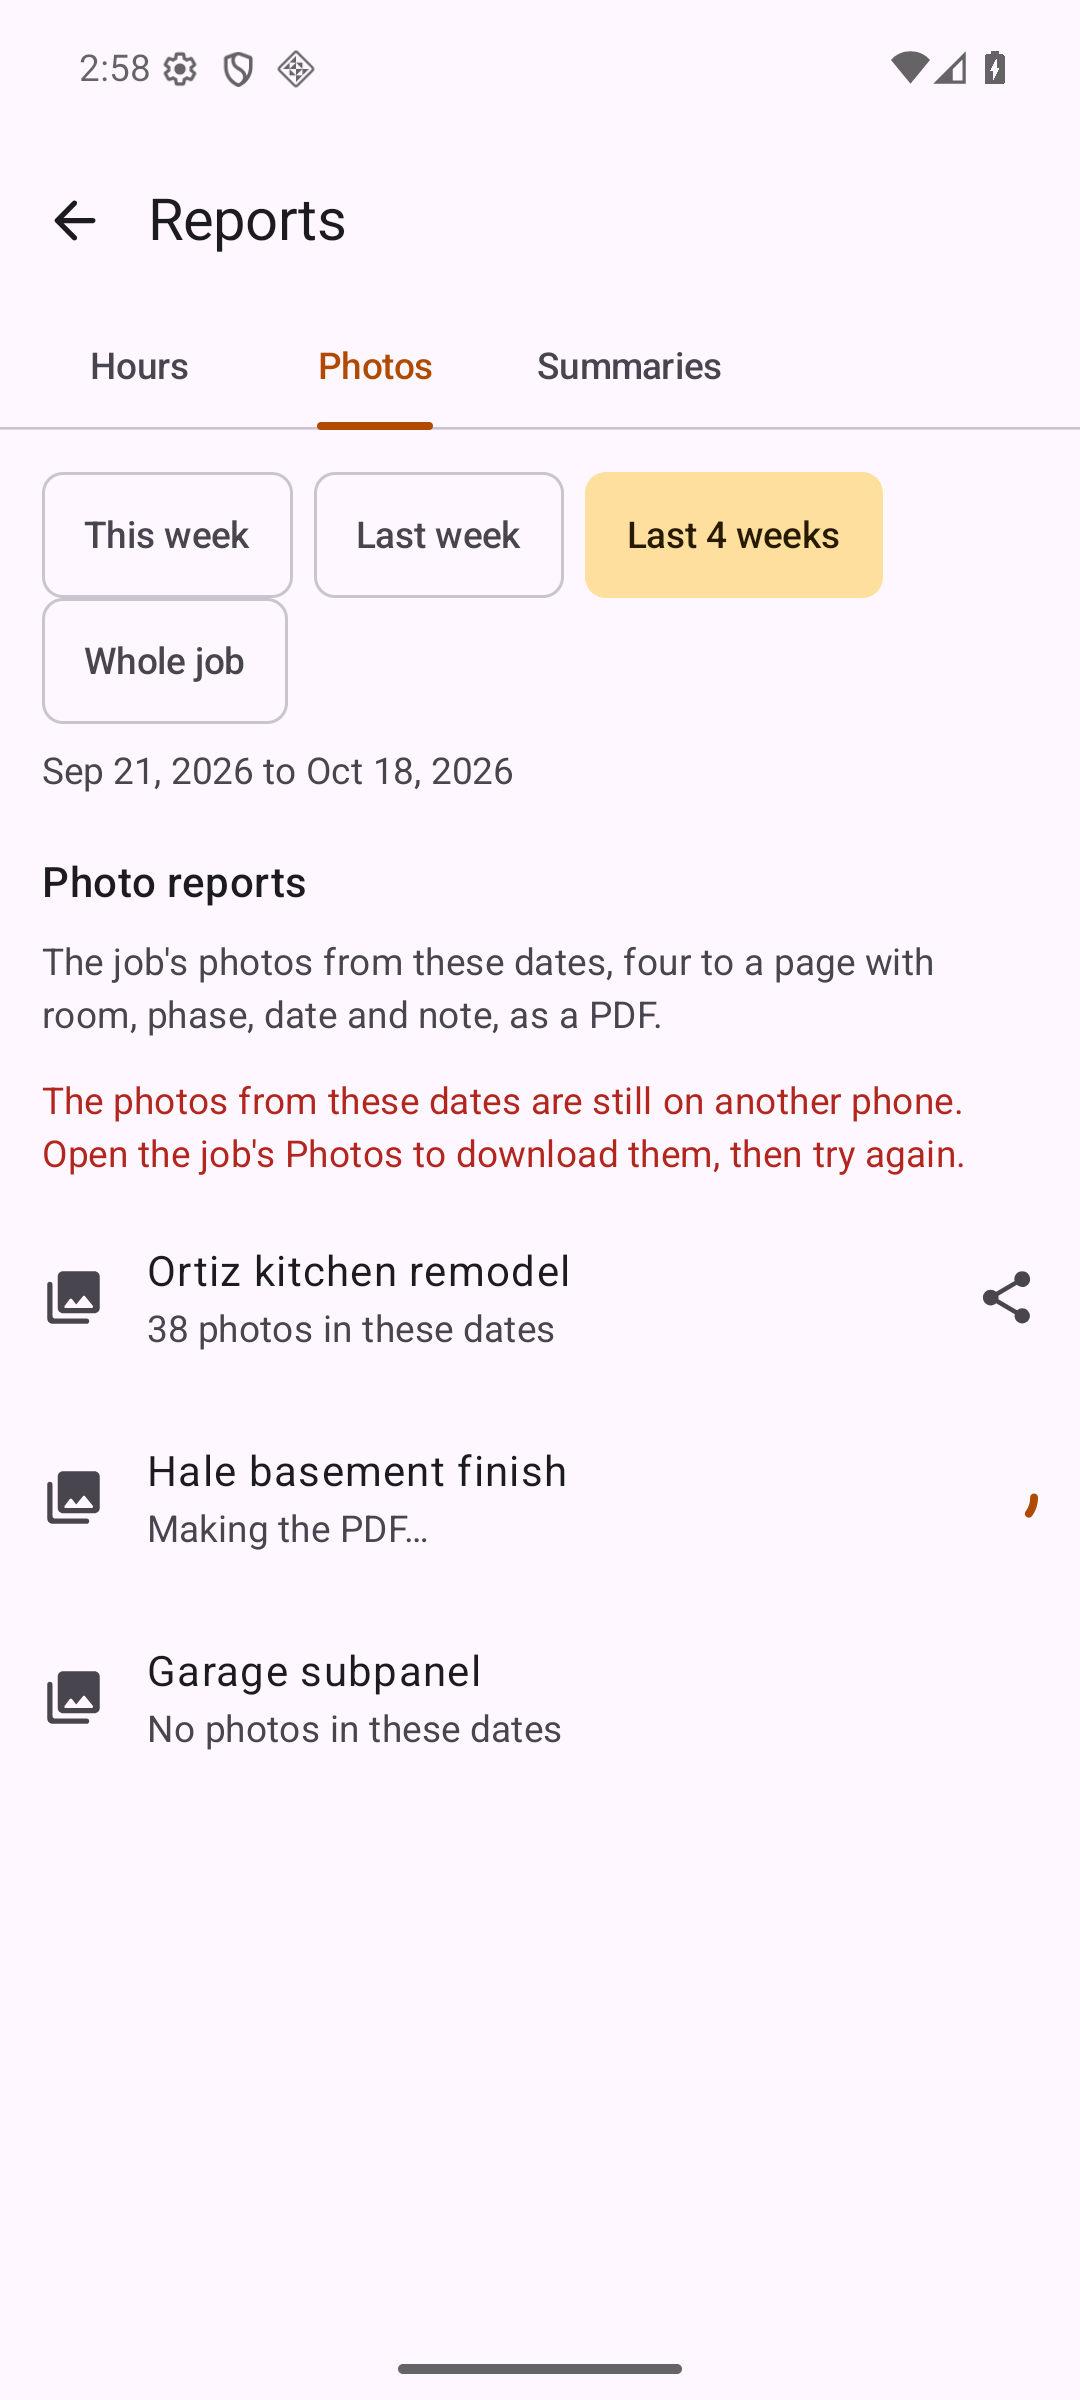 2:58
Reports
Hours
Photos
Summaries
This week
Last week
Last 4 weeks
Whole job
Sep 21, 2026 to Oct 18, 2026
Photo reports
The job's photos from these dates, four to a page with
room, phase, date and note, as a PDF.
The photos from these dates are still on another phone.
Open the job's Photos to download them, then try again.
Ortiz kitchen remodel
38 photos in these dates
Hale basement finish
Making the PDF…
Garage subpanel
No photos in these dates